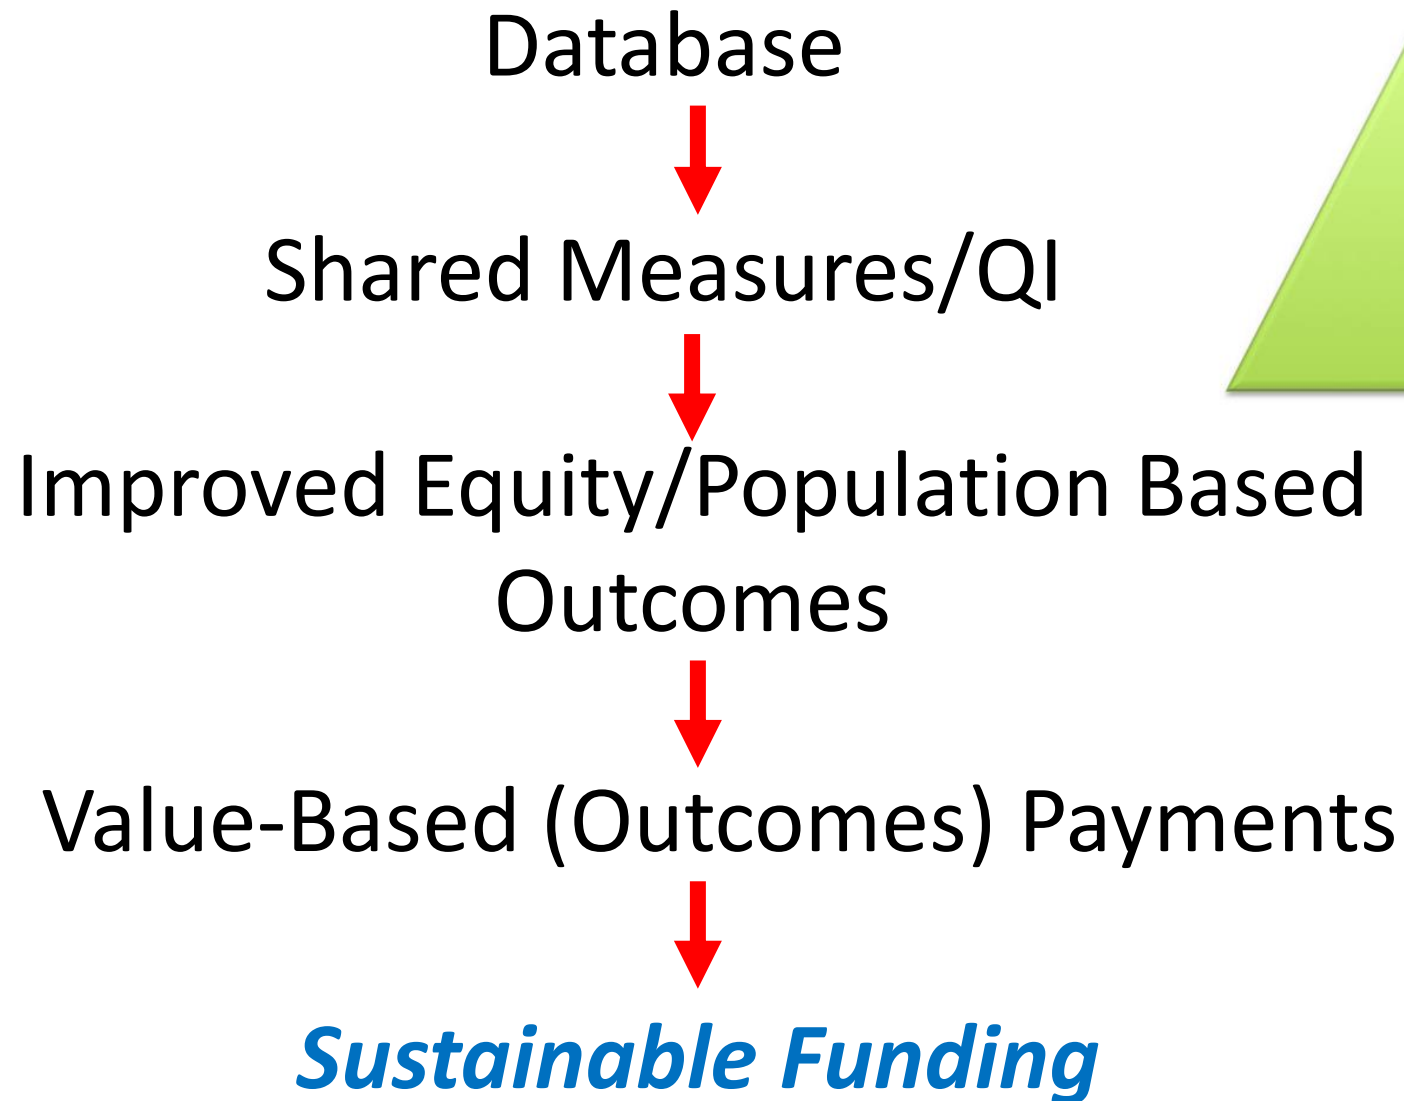 Database
Shared Measures/QI
Improved Equity/Population Based
Outcomes
Value-Based (Outcomes) Payments
Sustainable Funding